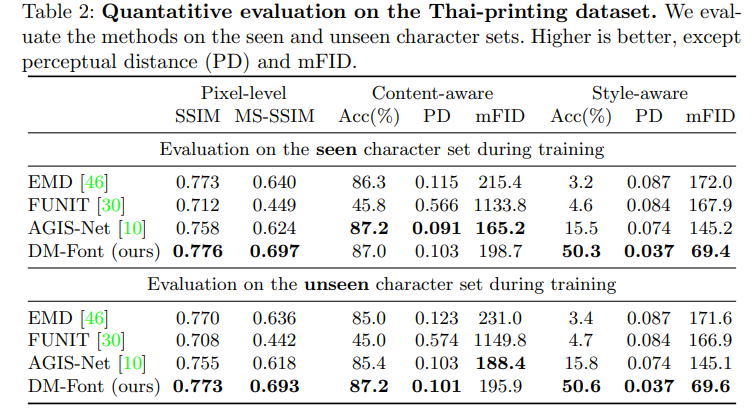 Table 2: Quantatitive evaluation on the Thai-printing dataset. We eval-
uate the methods on the seen and unseen character sets. Higher is better, except
perceptual distance (PD) and mFID.
Pixel-level Content-aware Style-aware
SSIM MS-SSIM Acc(%) PD mFID Acc(%) PD mFID
Evaluation on the seen character set during training
EMD [46] 0.773 0.640 86.3 0.115 215.4 3.2 0.087 172.0
FUNIT [30] 0.712 0.449 45.8 0.566 1133.8 4.6 0.084 167.9
AGIS-Net [10] 0.758 0.624 87.2 0.091 165.2 15.5 0.074 145.2
DM-Font (ours) 0.776 0.697 87.0 0.103 198.7 50.3 0.037 69.4
Evaluation on the unseen character set during training
EMD [46] 0.770 0.636 85.0 0.123 231.0 3.4 0.087 171.6
FUNIT [30] 0.708 0.442 45.0 0.574 1149.8 4.7 0.084 166.9
AGIS-Net [10] 0.755 0.618 85.4 0.103 188.4 15.8 0.074 145.1
DM-Font (ours) 0.773 0.693 87.2 0.101 195.9 50.6 0.037 69.6